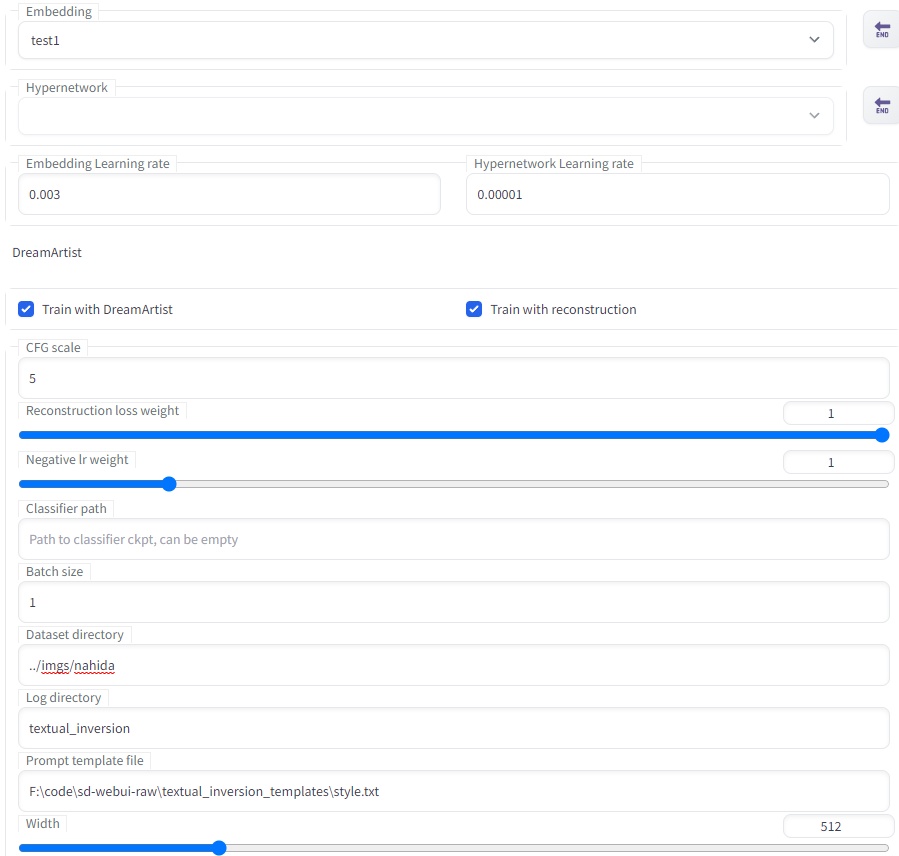 Embedding
test1
END
Hypernetwork
END
Embedding Learning rate
Hypernetwork Learning rate
0.003
0.00001
DreamArtist
Train with DreamArtist
Train with reconstruction
CFG scale
5
Reconstruction loss weight
1
Negative lr weight
1
Classifier path
Path to classifier ckpt, can be empty
Batch size
1
Dataset directory
../imgs/nahida
Log directory
textual_inversion
Prompt template file
F:\code\sd-webui-raw\textual_inversion_templates\style.txt
Width
512